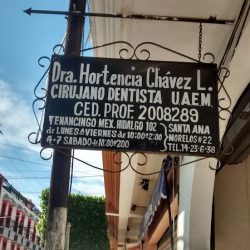 Dra. Hortencia Chávez L.
CIRUJANO DENTISTA U.A.E.M.
CED. PROF. 2008289
TENANCINGO MEX. HIDALGO 102
de LUNES A VIERNES de 10:00 A 2:00
4-7 SABADO de 10:00 A 2:00
SANTA ANA
MORELOS #22
TEL. 14-23-6-38